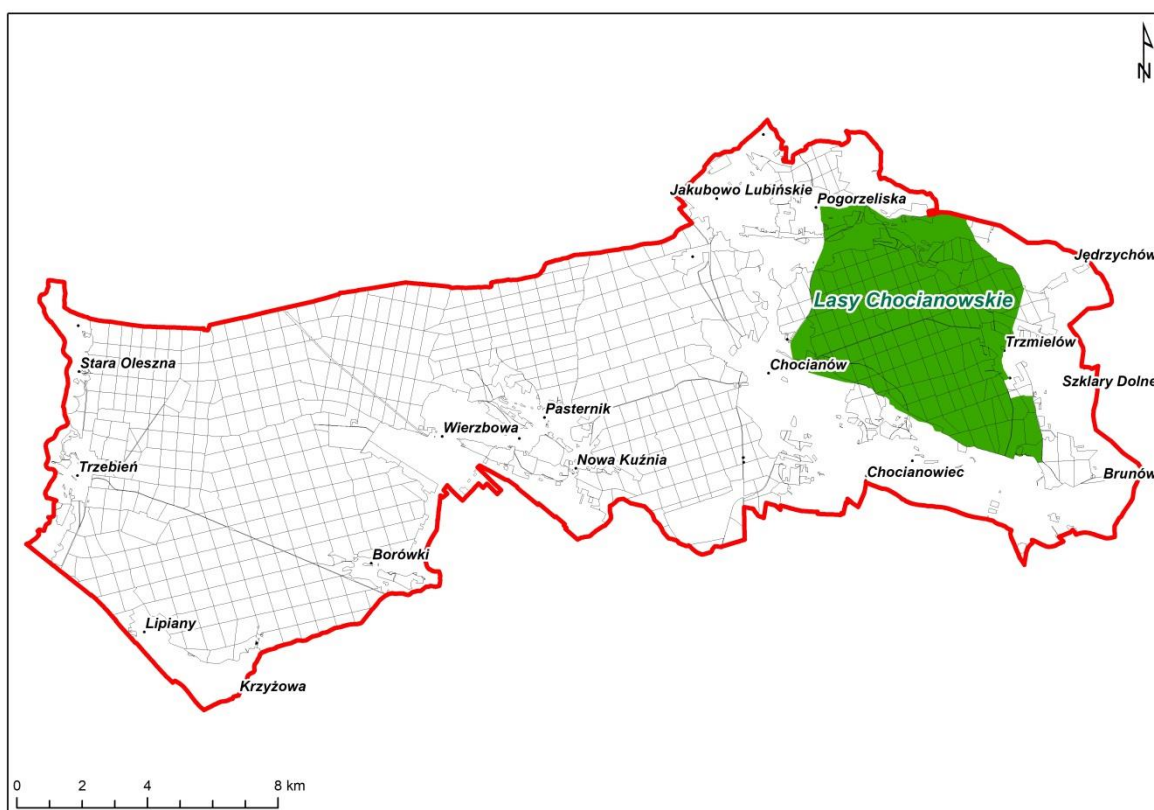 N
Jakubowo Lubińskie
Pogorzeliska
Jędrzychów
Lasy Chocianowskie
Trzmielów
Stara Oleszna
Chocianów
Szklary Dolne
Pasternik
Wierzbowa
Trzebień
Nowa Kuźnia
Chocianowiec
Brunów
Borówki
Lipiany
Krzyżowa
0 2 4 8 km